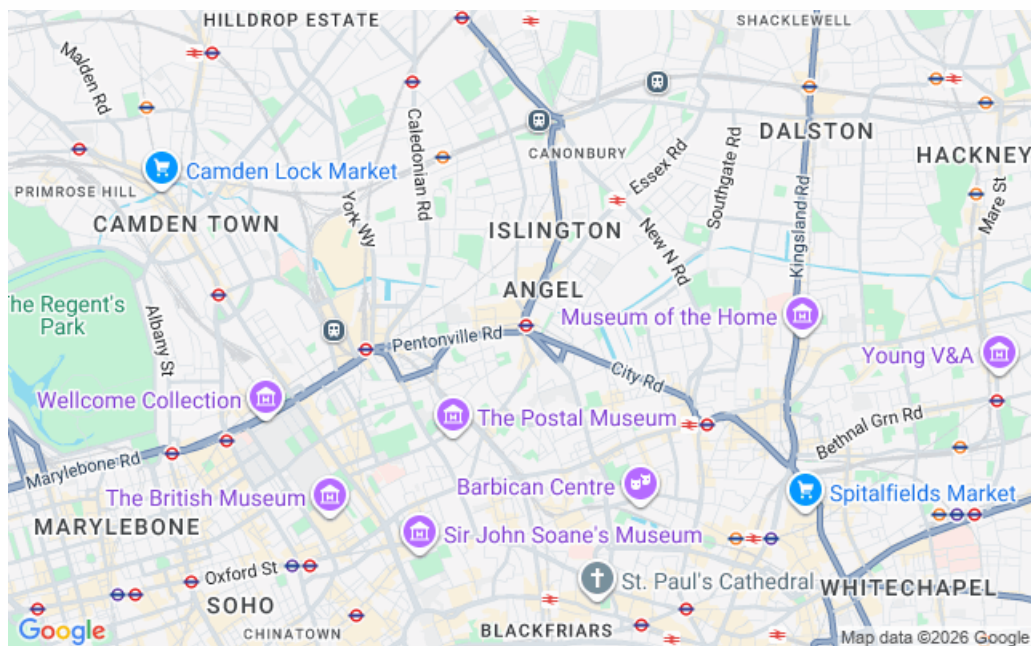 HILLDROP ESTATE
SHACKLEWELL
Malden Rd
Caledonian Rd
DALSTON
CANONBURY
Essex Rd
Southgate Rd
HACKNEY
Camden Lock Market
PRIMROSE HILL
York Wy
Mare St
CAMDEN TOWN
ISLINGTON
New N Rd
Kingsland Rd
ANGEL
The Regent's
Park
Albany St
Museum of the Home
Pentonville Rd
Young V&A
City Rd
Wellcome Collection
The Postal Museum
Bethnal Grn Rd
Marylebone Rd
The British Museum
Barbican Centre
Spitalfields Market
MARYLEBONE
Sir John Soane's Museum
Oxford St
St. Paul's Cathedral
WHITECHAPEL
SOHO
CHINATOWN
BLACKFRIARS
Google
Map data ©2026 Google